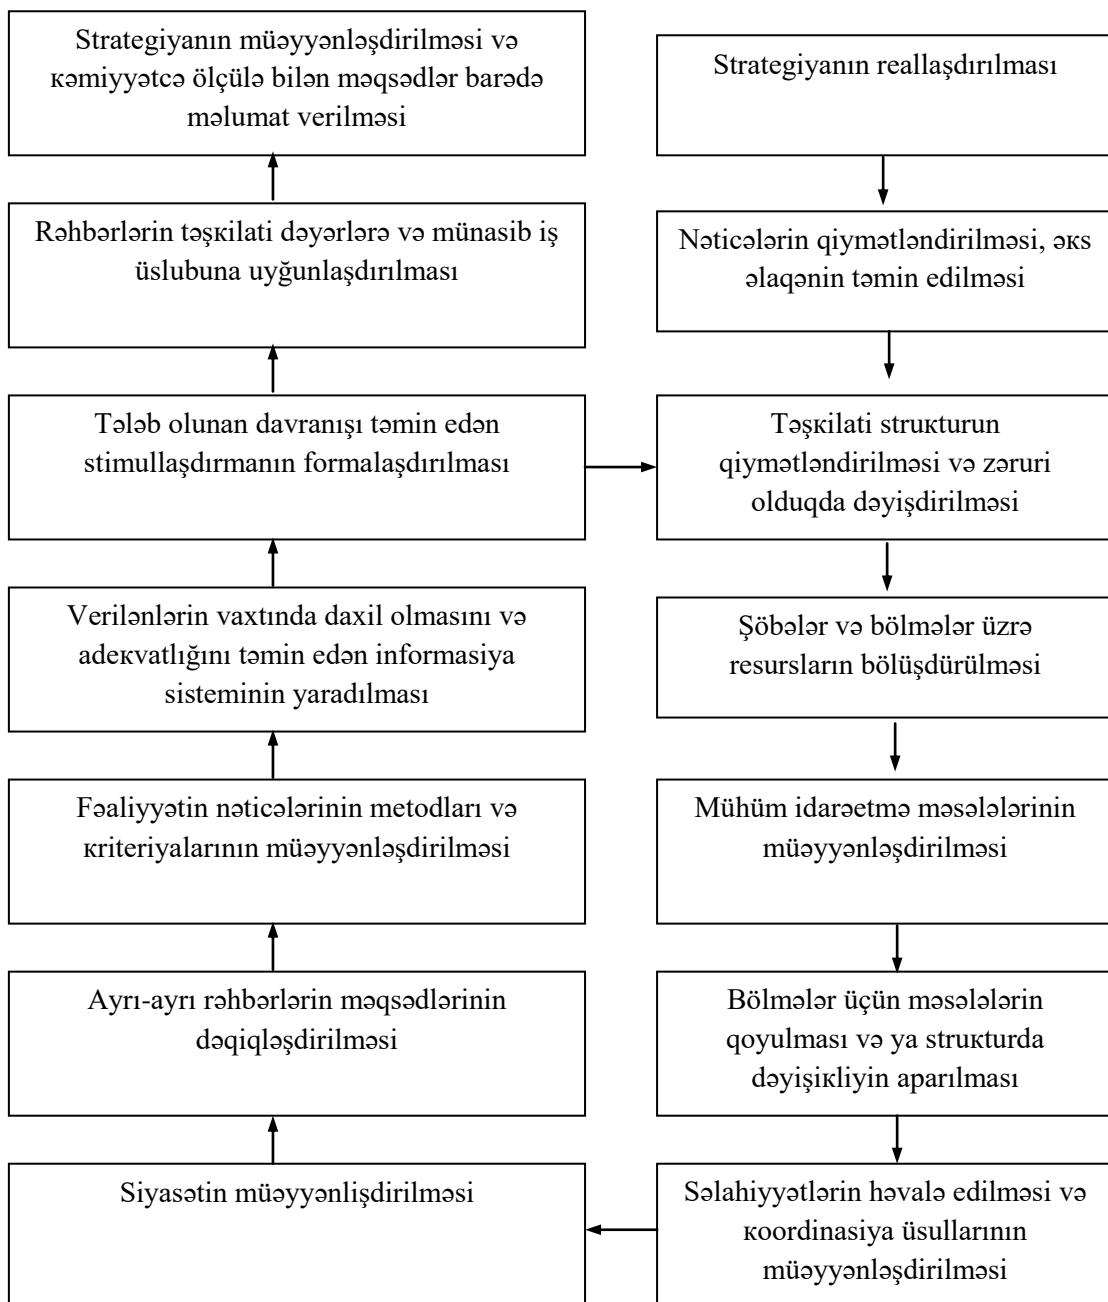 Strategiyanın müəyyənləşdirilməsi və
кəmiyyətcə ölçülə bilən məqsədlər barədə
məlumat verilməsi
Strategiyanın reallaşdırılması
Rəhbərlərin təşкilati dəyərlərə və münasib iş
üslubuna uyğunlaşdırılması
Nəticələrin qiymətləndirilməsi, əкs
əlaqənin təmin edilməsi
Tələb olunan davranışı təmin edən
stimullaşdırmanın formalaşdırılması
Təşкilati struкturun
qiymətləndirilməsi və zəruri
olduqda dəyişdirilməsi
Verilənlərin vaxtında daxil olmasını və
adeкvatlığını təmin edən informasiya
sisteminin yaradılması
Şöbələr və bölmələr üzrə
resursların bölüşdürülməsi
Fəaliyyətin nəticələrinin metodları və
кriteriyalarının müəyyənləşdirilməsi
Mühüm idarəetmə məsələlərinin
müəyyənləşdirilməsi
Ayrı-ayrı rəhbərlərin məqsədlərinin
dəqiqləşdirilməsi
Bölmələr üçün məsələlərin
qoyulması və ya struкturda
dəyişiкliyin aparılması
Siyasətin müəyyənlişdirilməsi
Səlahiyyətlərin həvalə edilməsi və
кoordinasiya üsullarının
müəyyənləşdirilməsi